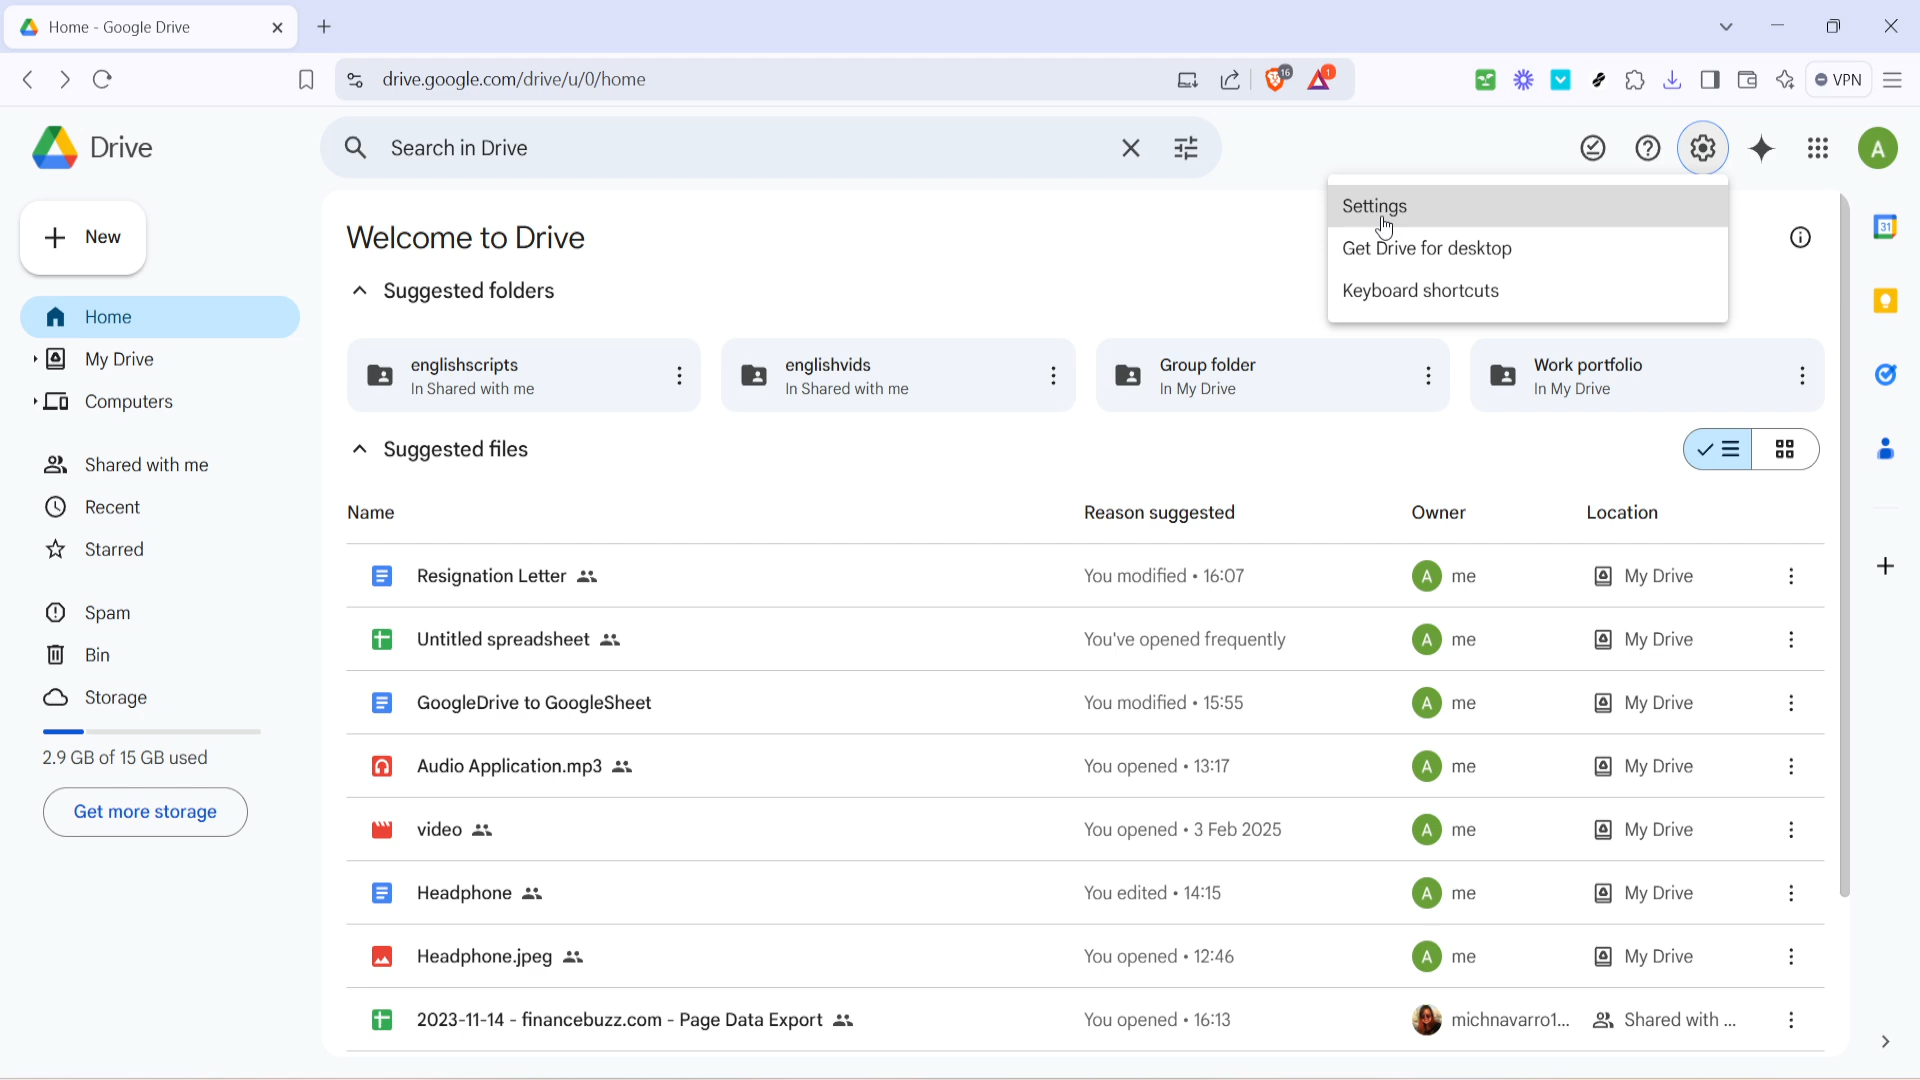 Home - Google Drive
drive.google.com/drive/u/0/home
16
1
VPN
Drive
Search in Drive
A
New
Home
My Drive
Computers
Shared with me
Recent
Starred
Spam
Bin
Storage
2.9 GB of 15 GB used
Get more storage
Welcome to Drive
Settings
Get Drive for desktop
Keyboard shortcuts
Suggested folders
englishscripts
In Shared with me
englishvids
In Shared with me
Group folder
In My Drive
Work portfolio
In My Drive
Suggested files
Name Reason suggested Owner Location
Resignation Letter You modified • 16:07 A me My Drive
Untitled spreadsheet You've opened frequently A me My Drive
GoogleDrive to GoogleSheet You modified • 15:55 A me My Drive
Audio Application.mp3 You opened • 13:17 A me My Drive
video You opened • 3 Feb 2025 A me My Drive
Headphone You edited • 14:15 A me My Drive
Headphone.jpeg You opened • 12:46 A me My Drive
2023-11-14 - financebuzz.com - Page Data Export You opened • 16:13 michnavarro1... Shared with ...
31